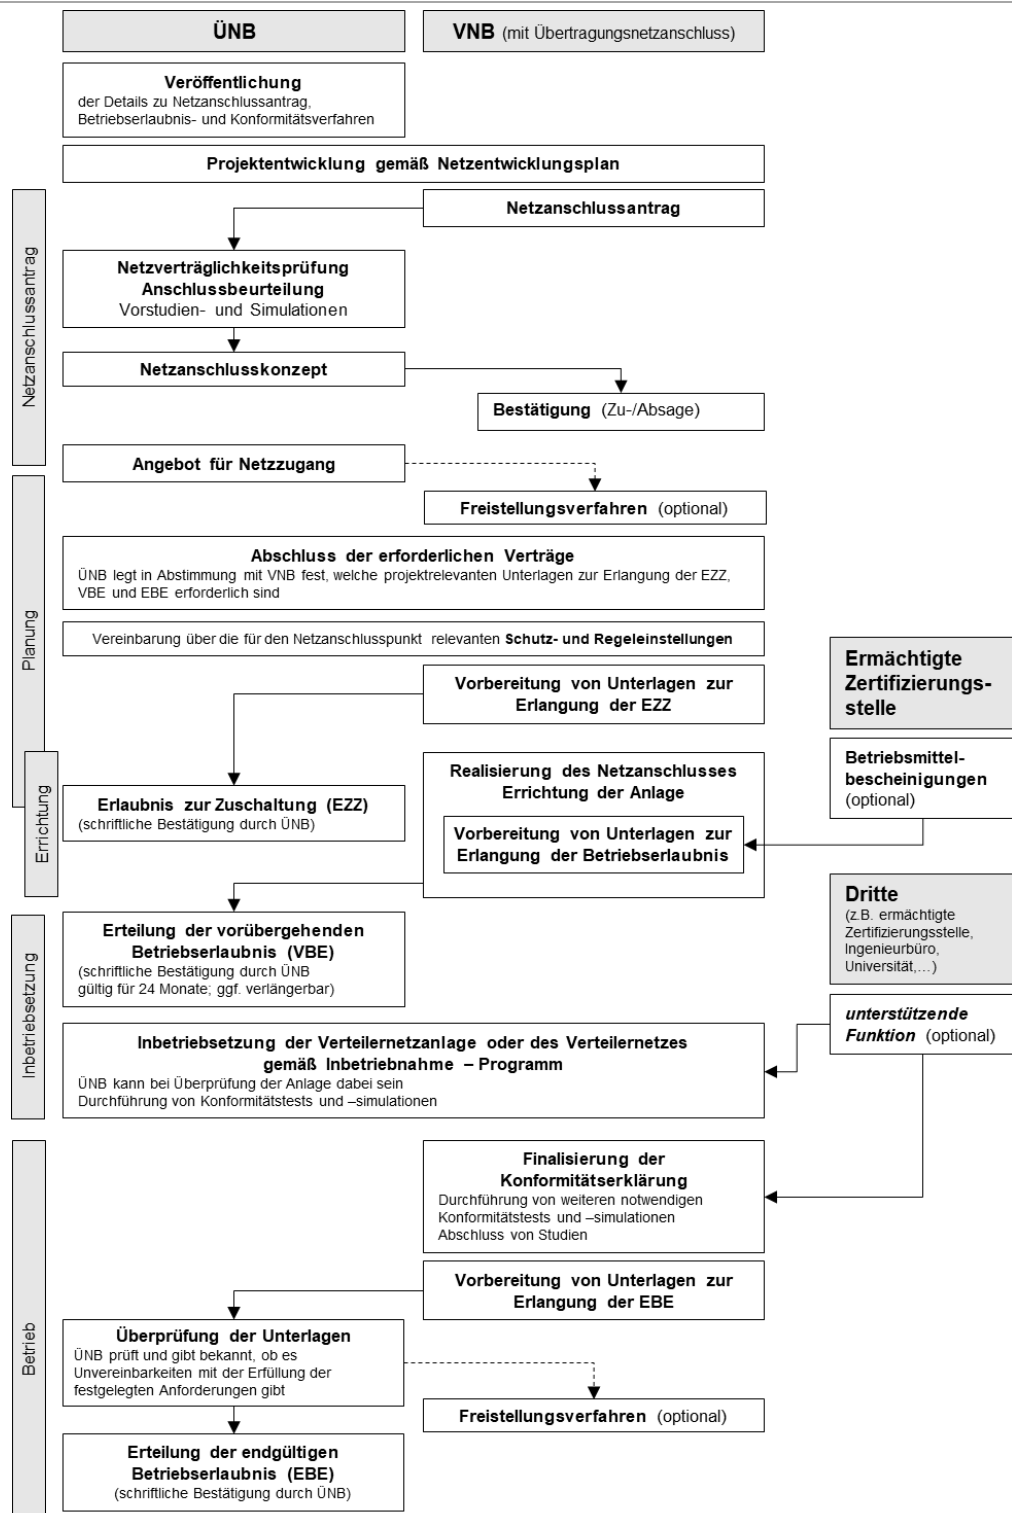 ÜNB
VNB (mit Übertragungsnetzanschluss)
Veröffentlichung
der Details zu Netzanschlussantrag,
Betriebserlaubnis- und Konformitätsverfahren
Projektentwicklung gemäß Netzentwicklungsplan
Netzanschlussantrag
Netzanschlussantrag
Netzverträglichkeitsprüfung
Anschlussbeurteilung
Vorstudien- und Simulationen
Netzanschlusskonzept
Bestätigung (Zu-/Absage)
Angebot für Netzzugang
Freistellungsverfahren (optional)
Planung
Abschluss der erforderlichen Verträge
ÜNB legt in Abstimmung mit VNB fest, welche projektrelevanten Unterlagen zur Erlangung der EZZ,
VBE und EBE erforderlich sind
Vereinbarung über die für den Netzanschlusspunkt relevanten Schutz- und Regeleinstellungen
Vorbereitung von Unterlagen zur
Erlangung der EZZ
Ermächtigte
Zertifizierungs-
stelle
Betriebsmittel-
bescheinigungen
(optional)
Errichtung
Erlaubnis zur Zuschaltung (EZZ)
(schriftliche Bestätigung durch ÜNB)
Realisierung des Netzanschlusses
Errichtung der Anlage
Vorbereitung von Unterlagen zur
Erlangung der Betriebserlaubnis
Dritte
(z.B. ermächtigte
Zertifizierungsstelle,
Ingenieurbüro,
Universität,...)
unterstützende
Funktion (optional)
Inbetriebsetzung
Erteilung der vorübergehenden
Betriebserlaubnis (VBE)
(schriftliche Bestätigung durch ÜNB
gültig für 24 Monate; ggf. verlängerbar)
Inbetriebsetzung der Verteilernetzanlage oder des Verteilernetzes
gemäß Inbetriebnahme – Programm
ÜNB kann bei Überprüfung der Anlage dabei sein
Durchführung von Konformitätstests und –simulationen
Betrieb
Finalisierung der
Konformitätserklärung
Durchführung von weiteren notwendigen
Konformitätstests und –simulationen
Abschluss von Studien
Vorbereitung von Unterlagen zur
Erlangung der EBE
Überprüfung der Unterlagen
ÜNB prüft und gibt bekannt, ob es
Unvereinbarkeiten mit der Erfüllung der
festgelegten Anforderungen gibt
Freistellungsverfahren (optional)
Erteilung der endgültigen
Betriebserlaubnis (EBE)
(schriftliche Bestätigung durch ÜNB)